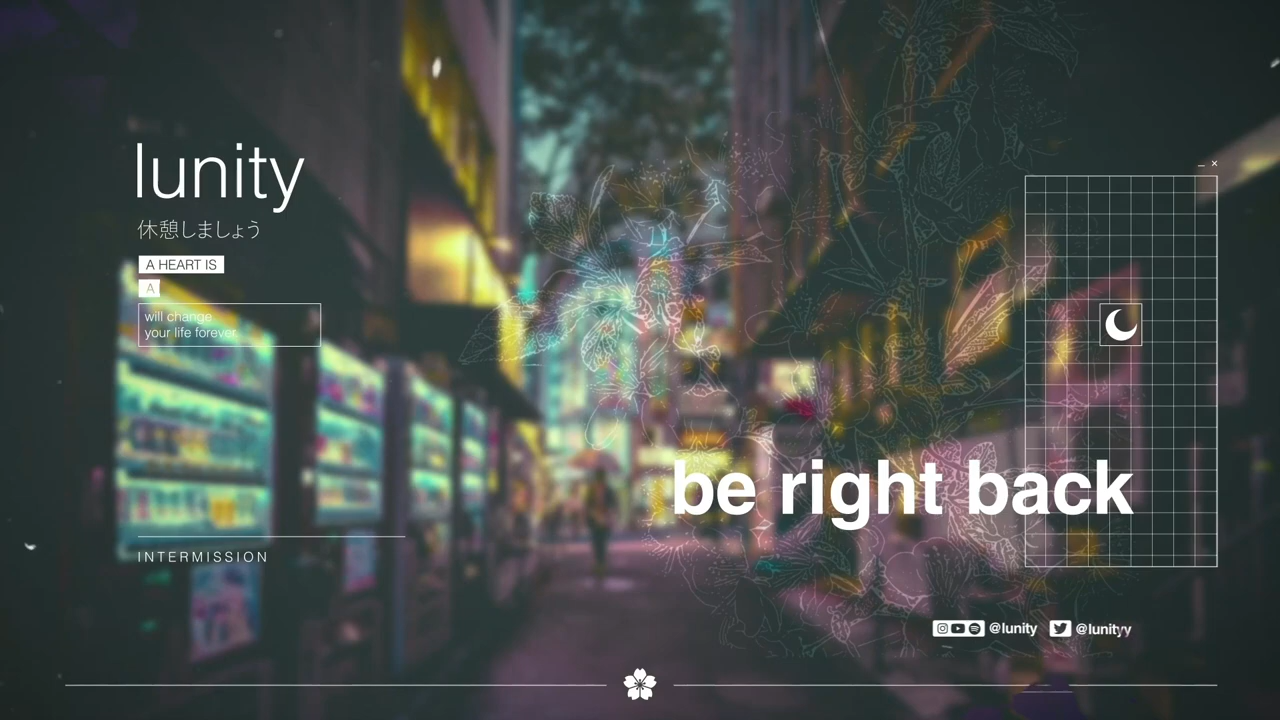 lunity
休憩しましょう
A HEART IS
A
will change
your life forever
be right back
INTERMISSION
@lunity @lunityy